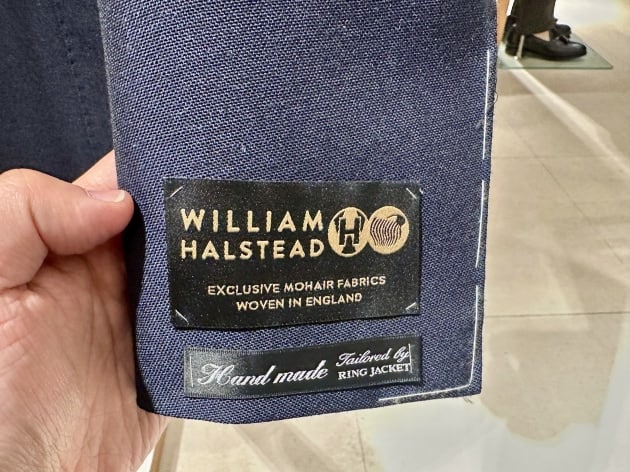 WILLIAM
HALSTEAD
H
EXCLUSIVE MOHAIR FABRICS
WOVEN IN ENGLAND
Hand made Tailored by
RING JACKET